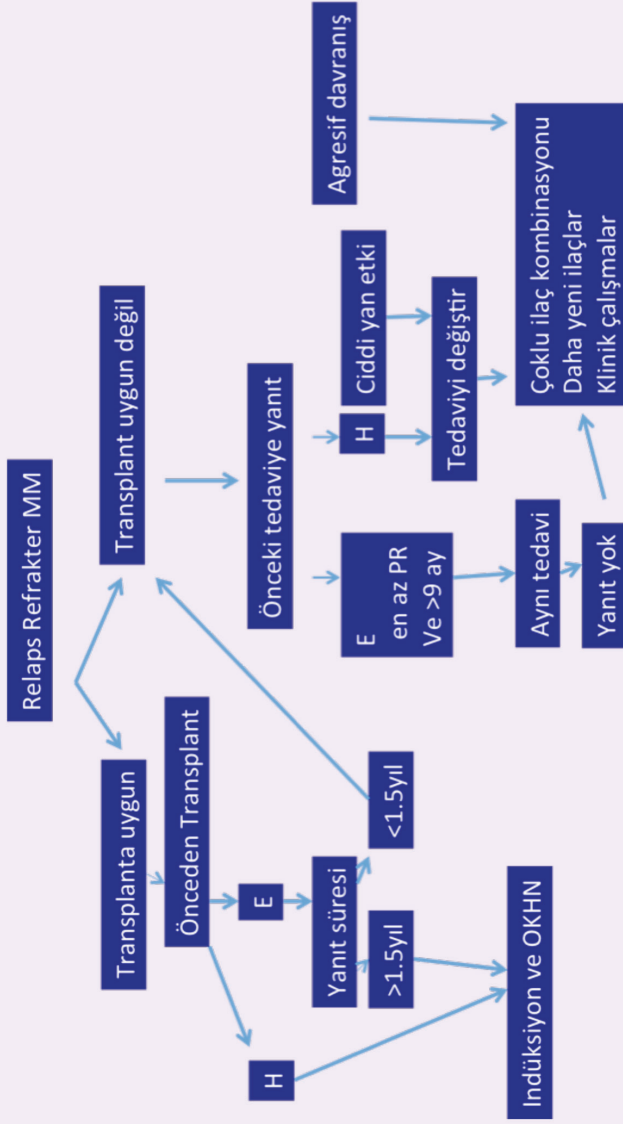 Relaps Refrakter MM
Transplanta uygun
Transplant uygun değil
Önceden Transplant
H
E
Yanıt süresi
>1.5yıl
<1.5yıl
Indüksiyon ve OKHN
Önceki tedaviye yanıt
E
en az PR
Ve >9 ay
H
Ciddi yan etki
Agresif davranış
Aynı tedavi
Tedaviyi değiştir
Yanıt yok
Çoklu ilaç kombinasyonu
Daha yeni ilaçlar
Klinik çalışmalar